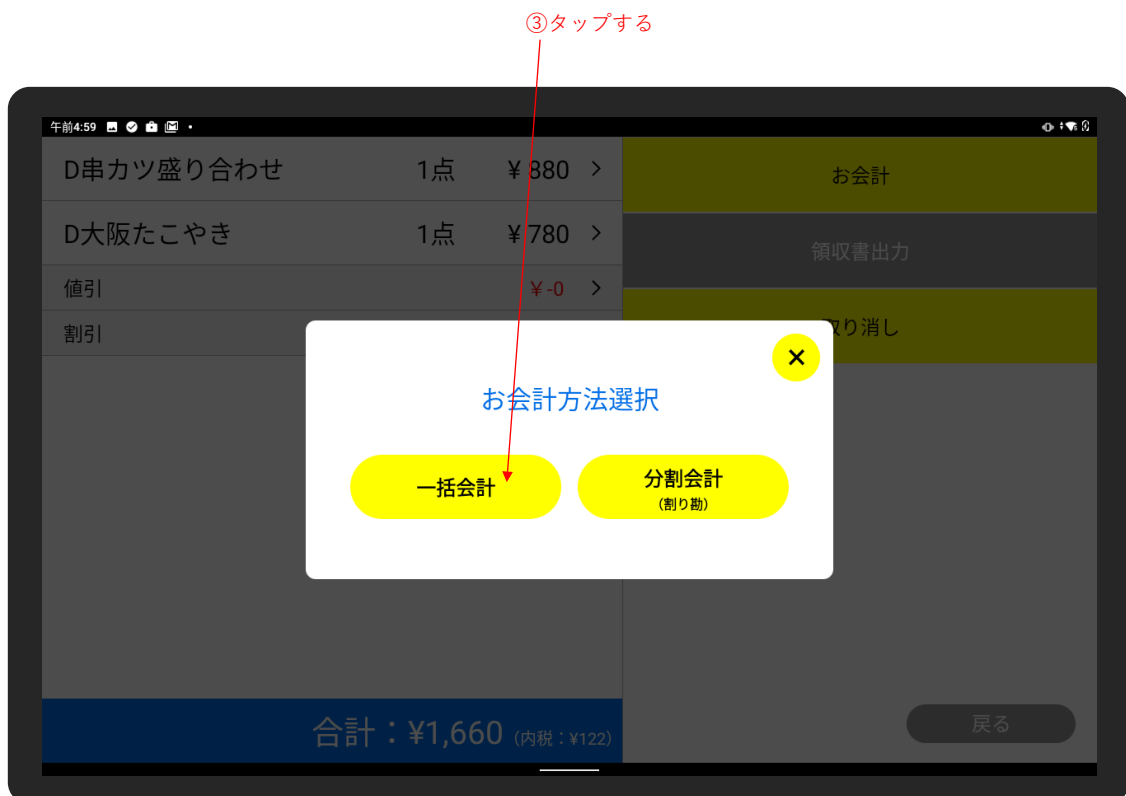 ③タップする
午前4:59
D串カツ盛り合わせ 1点 ¥ 880
D大阪たこやき 1点 ¥ 780
値引 ¥ -0
割引
お会計
領収書出力
取り消し
お会計方法選択
一括会計
分割会計
(割り勘)
合計：¥1,660 (内税：¥122)
戻る